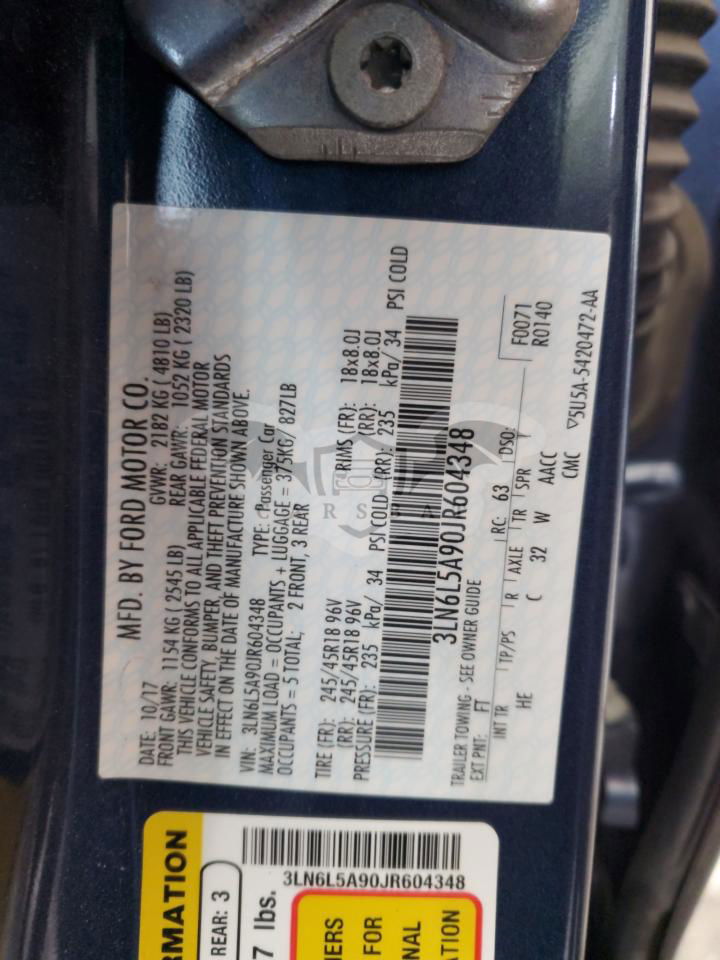 MFD. BY FORD MOTOR CO.
DATE: 10/17 GVWR: 2182 KG ( 4810 LB)
FRONT GAWR: 1154 KG (2545 LB) REAR GAWR: 1052 KG ( 2320 LB)
THIS VEHICLE CONFORMS TO ALL APPLICABLE FEDERAL MOTOR
VEHICLE SAFETY, BUMPER, AND THEFT PREVENTION STANDARDS
IN EFFECT ON THE DATE OF MANUFACTURE SHOWN ABOVE.
VIN: 3LN6L5A90JR604348 TYPE: Passenger Car
MAXIMUM LOAD = OCCUPANTS + LUGGAGE = 375KG/ 827LB
OCCUPANTS = 5 TOTAL; 2 FRONT, 3 REAR
TIRE (FR): 245/45R18 96V RIMS (FR): 18x8.0J
(RR): 245/45R18 96V (RR): 18x8.0J
PRESSURE (FR): 235 kPa/ 34 PSI COLD (RR): 235 kPa/ 34 PSI COLD
3LN6L5A90JR604348
TRAILER TOWING - SEE OWNER GUIDE
EXT PNT: FT RC: 63 DSO: F0071
R0140
INT TR TP/PS R AXLE TR SPR
HE C 32 W AACC
CMC
▽5U5A-5420472-AA
RSPA
RMATION
REAR: 3
7 lbs.
3LN6L5A90JR604348
NERS
FOR
NAL
TION